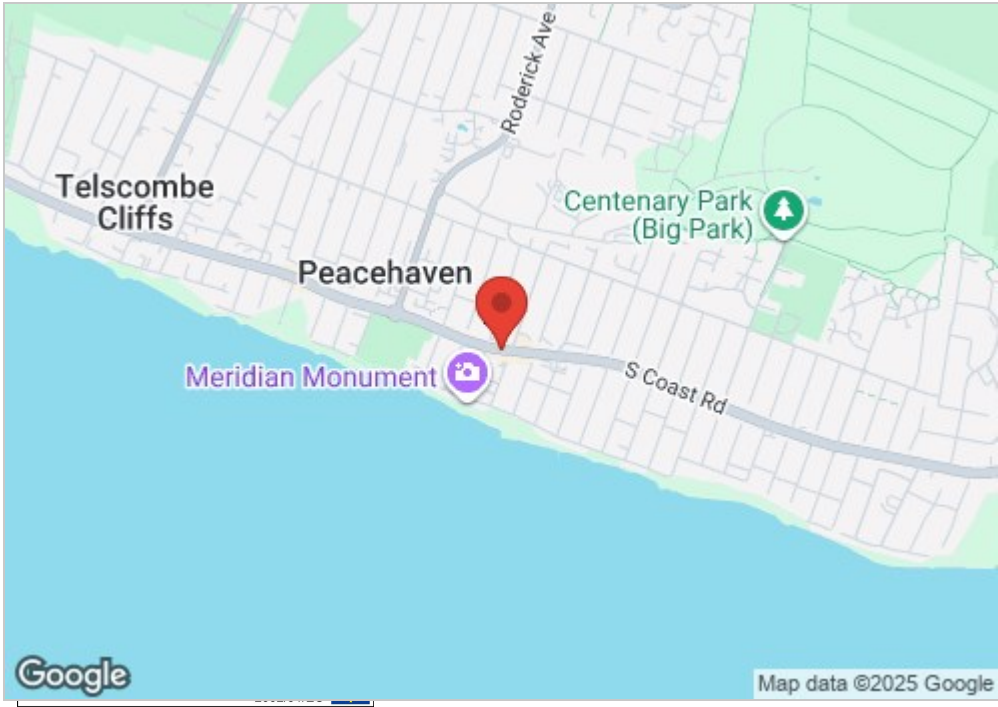 Roderick Ave
Telscombe
Cliffs
Centenary Park
(Big Park)
Peacehaven
Meridian Monument
S Coast Rd
Google
Map data ©2025 Google